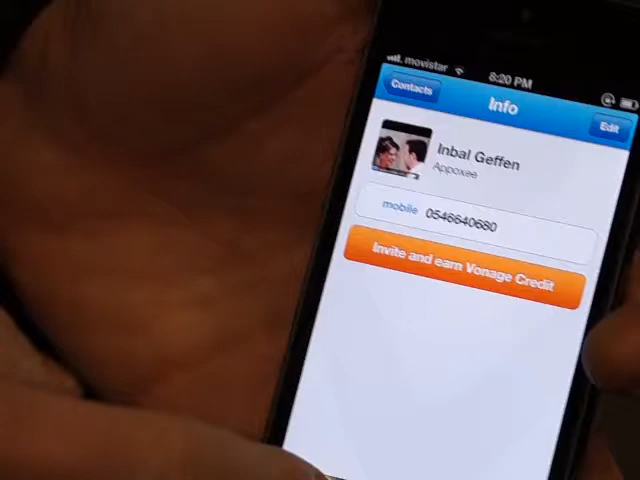 movistar 8:20 PM
Contacts Info Edit
Inbal Geffen
Appoxee
mobile 0546640680
Invite and earn Vonage Credit